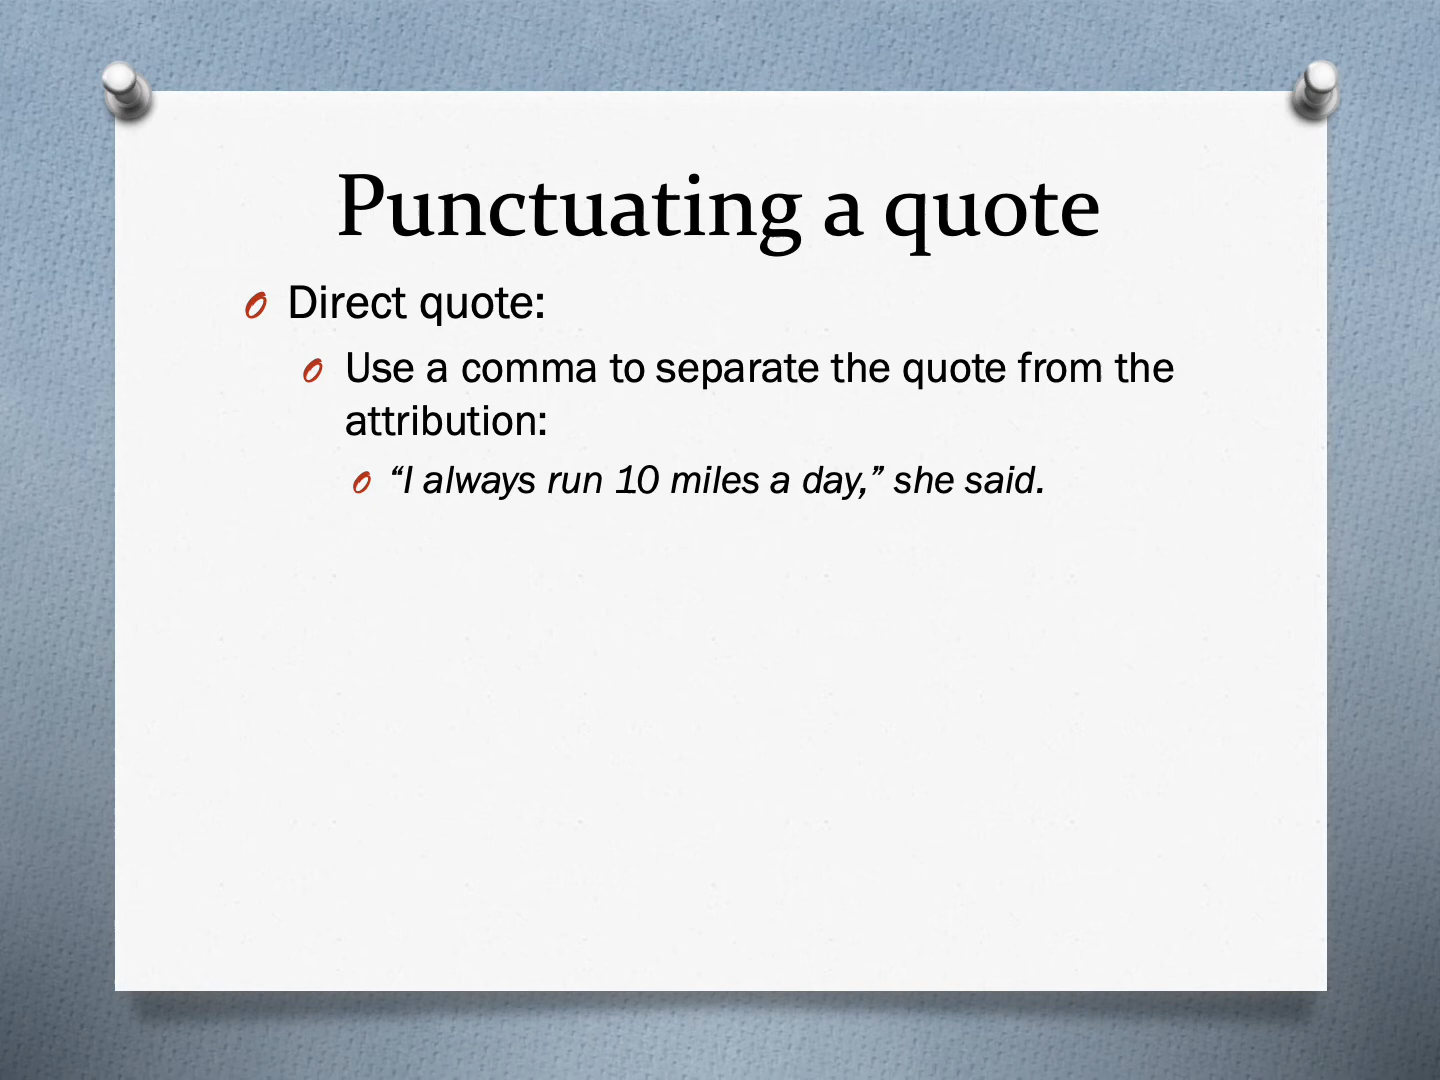 Punctuating a quote
Direct quote:
Use a comma to separate the quote from the
attribution:
“I always run 10 miles a day,” she said.